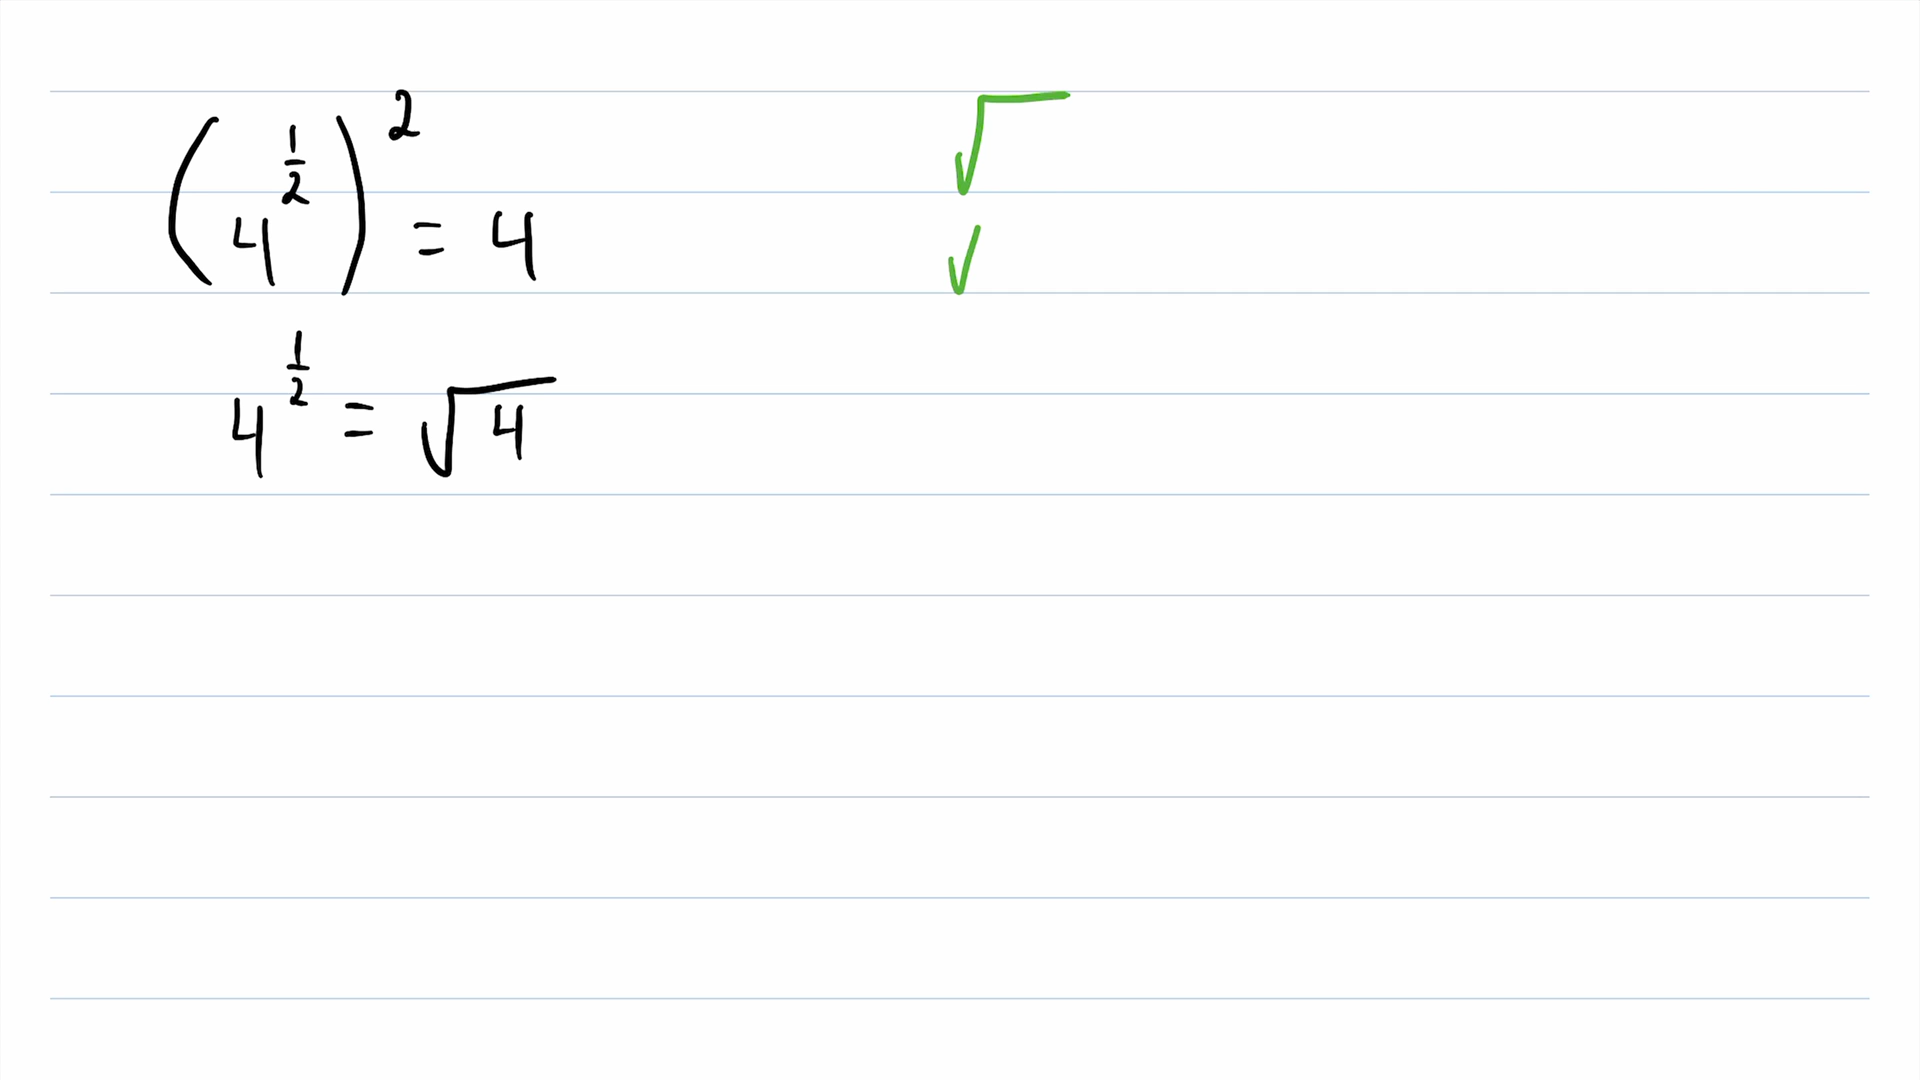 (4^{1/2})^2 = 4
4^{1/2} = √4
√
√